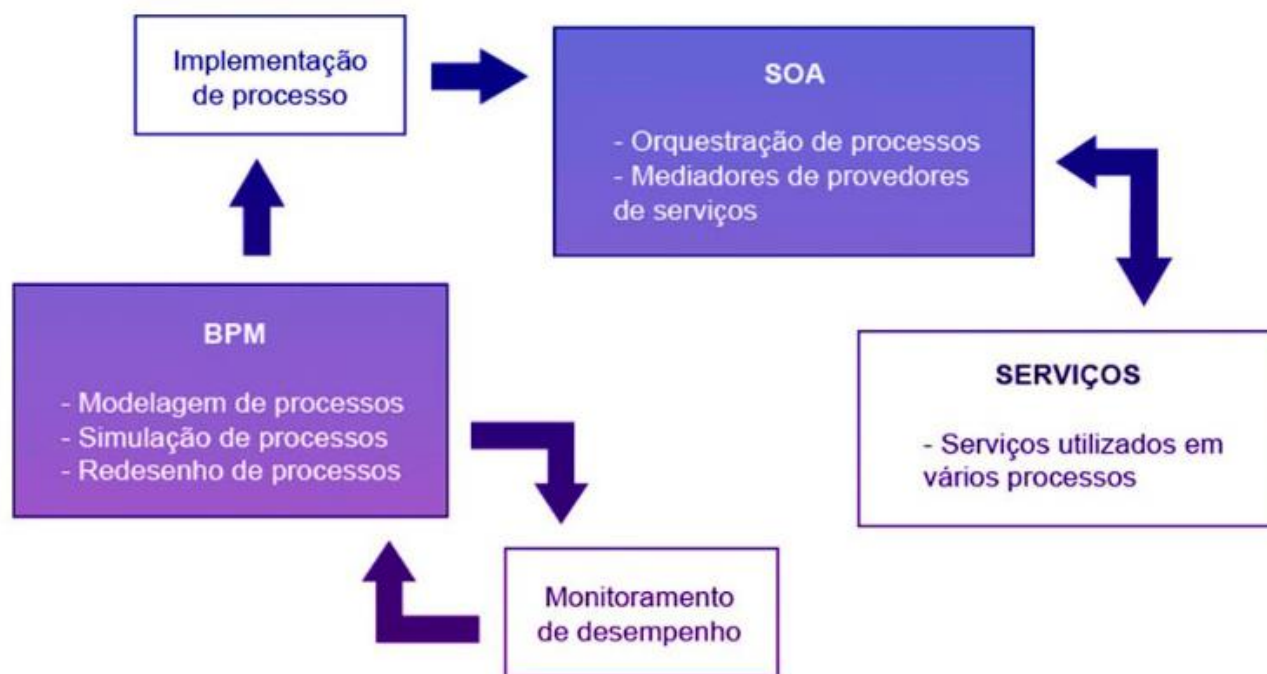 Implementação
de processo
SOA
- Orquestração de processos
- Mediadores de provedores
de serviços
BPM
- Modelagem de processos
- Simulação de processos
- Redesenho de processos
SERVIÇOS
- Serviços utilizados em
vários processos
Monitoramento
de desempenho